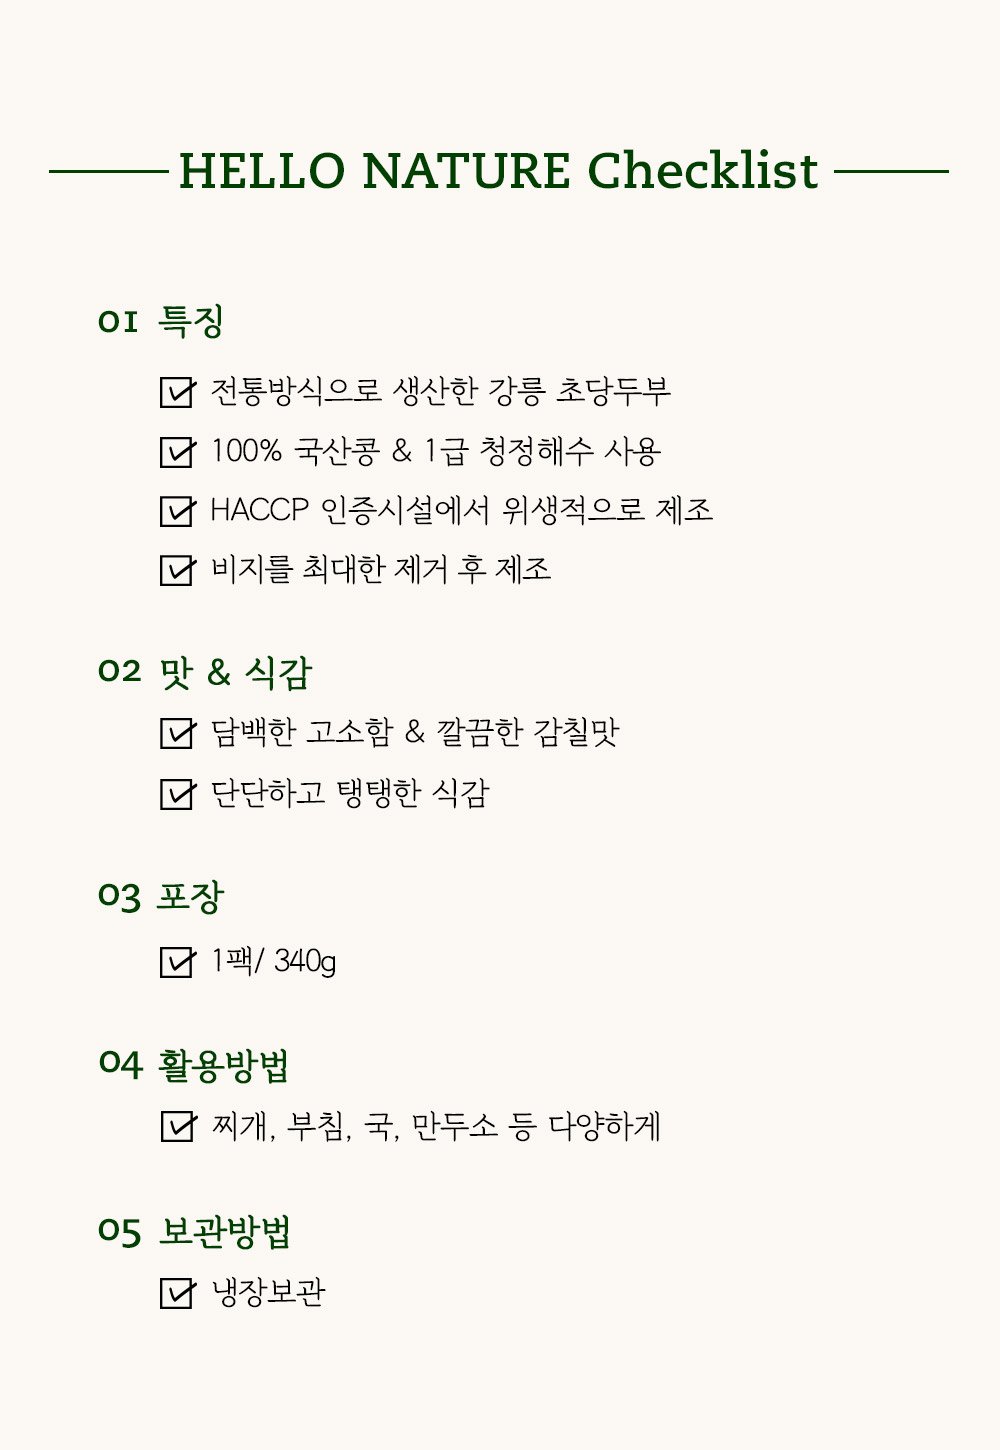 HELLO NATURE Checklist
01 특징
전통방식으로 생산한 강릉 초당두부
100% 국산콩 & 1급 청정해수 사용
HACCP 인증시설에서 위생적으로 제조
비지를 최대한 제거 후 제조
02 맛 & 식감
담백한 고소함 & 깔끔한 감칠맛
단단하고 탱탱한 식감
03 포장
1팩/ 340g
04 활용방법
찌개, 부침, 국, 만두소 등 다양하게
05 보관방법
냉장보관